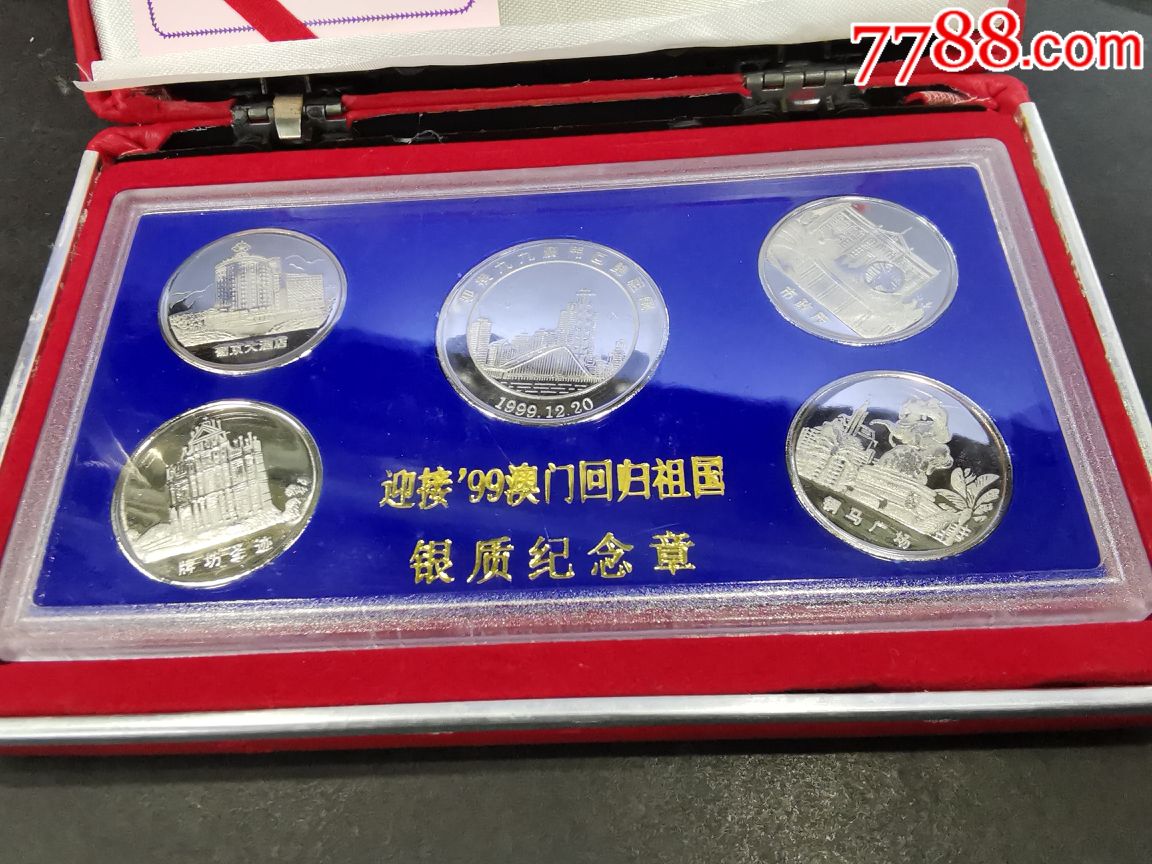 7788.com
葡京大酒店
1999.12.20
市政厅
牌坊圣迹
铜马广场
迎接'99澳门回归祖国
银质纪念章